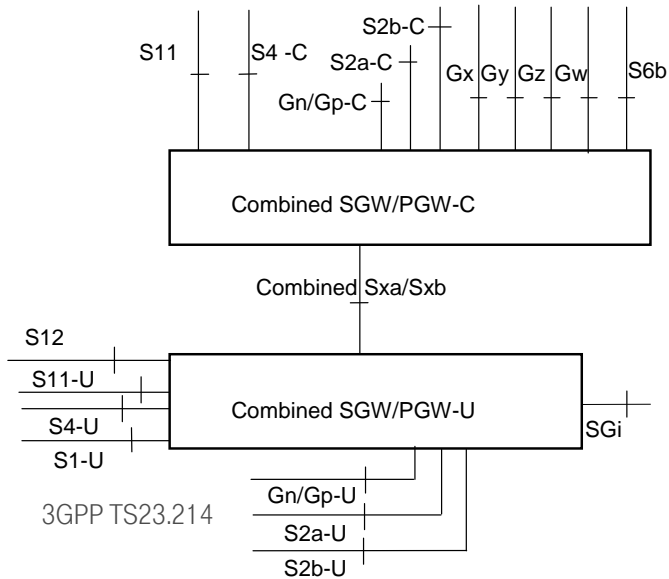 S2b-C
S11
S4 -C
S2a-C
Gx
Gy
Gz
Gw
S6b
Gn/Gp-C
Combined SGW/PGW-C
Combined Sxa/Sxb
S12
S11-U
Combined SGW/PGW-U
S4-U
SGi
S1-U
Gn/Gp-U
3GPP TS23.214
S2a-U
S2b-U